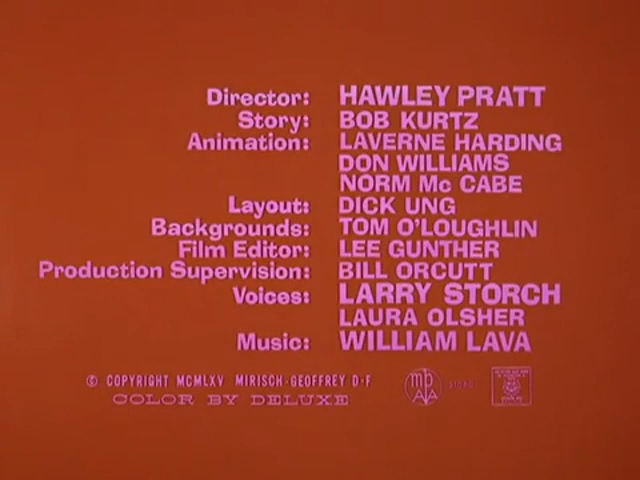 Director: HAWLEY PRATT
Story: BOB KURTZ
Animation: LAVERNE HARDING
DON WILLIAMS
NORM Mc CABE
Layout: DICK UNG
Backgrounds: TOM O'LOUGHLIN
Film Editor: LEE GUNTHER
Production Supervision: BILL ORCUTT
Voices: LARRY STORCH
LAURA OLSHER
Music: WILLIAM LAVA
© COPYRIGHT MCMLXV MIRISCH-GEOFFREY D-F
COLOR BY DELUXE